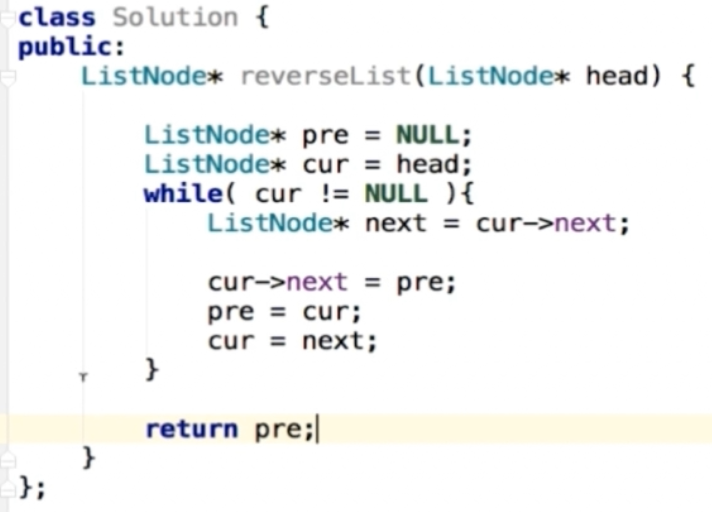 class Solution {
public:
    ListNode* reverseList(ListNode* head) {

        ListNode* pre = NULL;
        ListNode* cur = head;
        while( cur != NULL ){
            ListNode* next = cur->next;

            cur->next = pre;
            pre = cur;
            cur = next;
        }

        return pre;
    }
};